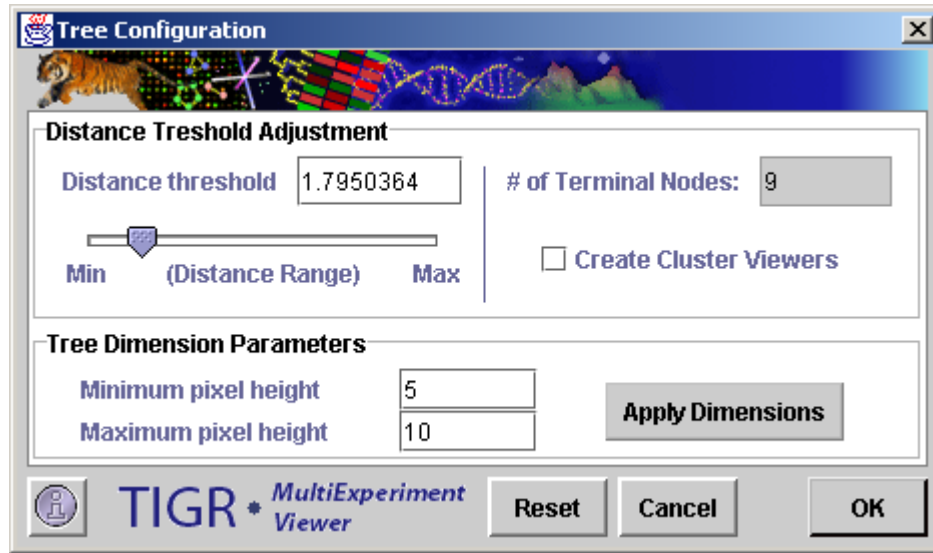 Tree Configuration
Distance Treshold Adjustment
Distance threshold 1.7950364
# of Terminal Nodes: 9
Min (Distance Range) Max
Create Cluster Viewers
Tree Dimension Parameters
Minimum pixel height 5
Maximum pixel height 10
Apply Dimensions
TIGR MultiExperiment
Viewer
Reset Cancel OK